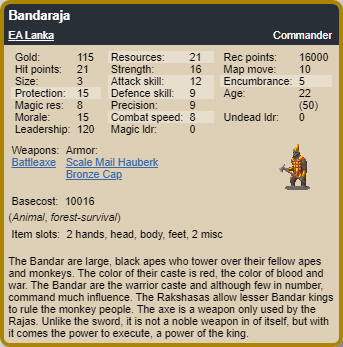 Bandaraja
EA Lanka Commander
Gold: 115 Resources: 21 Rec points: 16000
Hit points: 21 Strength: 16 Map move: 10
Size: 3 Attack skill: 12 Encumbrance: 5
Protection: 15 Defence skill: 9 Age: 22
Magic res: 8 Precision: 9 (50)
Morale: 15 Combat speed: 8 Undead ldr: 0
Leadership: 120 Magic ldr: 0
Weapons: Armor:
Battleaxe Scale Mail Hauberk
Bronze Cap
Basecost: 10016
(Animal, forest-survival)
Item slots: 2 hands, head, body, feet, 2 misc
The Bandar are large, black apes who tower over their fellow apes
and monkeys. The color of their caste is red, the color of blood and
war. The Bandar are the warrior caste and although few in number,
command much influence. The Rakshasas allow lesser Bandar kings
to rule the monkey people. The axe is a weapon only used by the
Rajas. Unlike the sword, it is not a noble weapon in of itself, but with
it comes the power to execute, a power of the king.